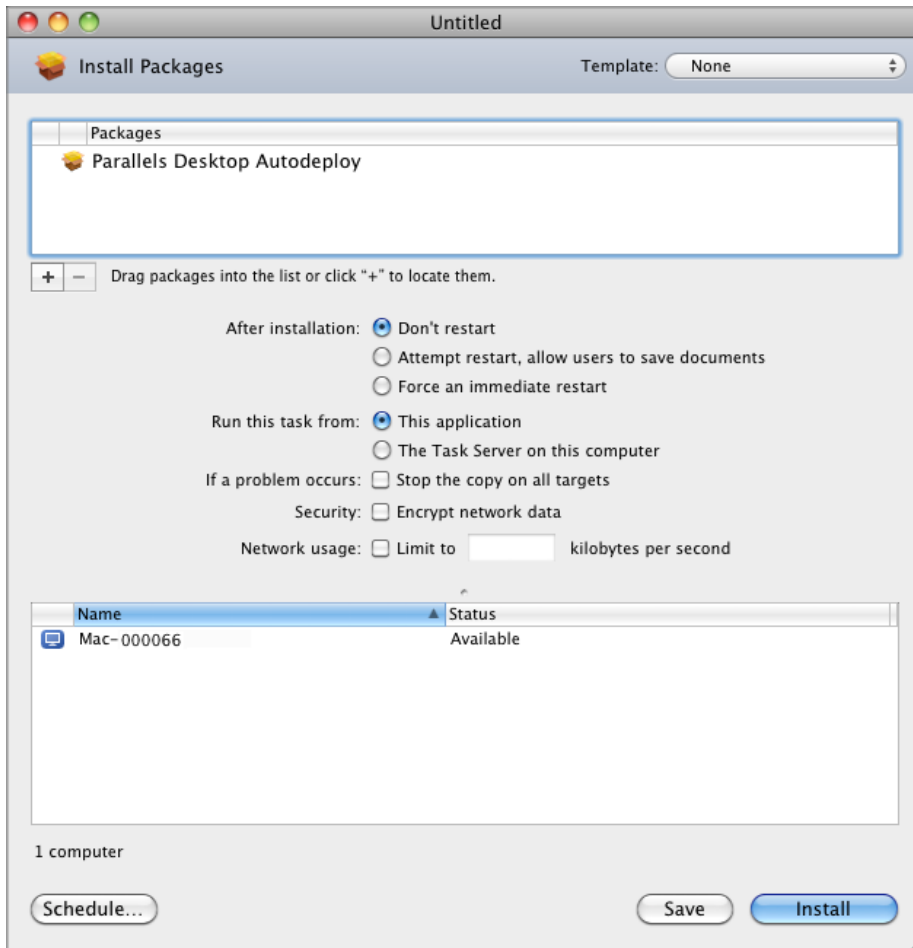 Untitled
Install Packages
Template: None
Packages
Parallels Desktop Autodeploy
+ − Drag packages into the list or click “+” to locate them.
After installation: Don't restart
Attempt restart, allow users to save documents
Force an immediate restart
Run this task from: This application
The Task Server on this computer
If a problem occurs: Stop the copy on all targets
Security: Encrypt network data
Network usage: Limit to kilobytes per second
Name Status
Mac-000066 Available
1 computer
Schedule... Save Install